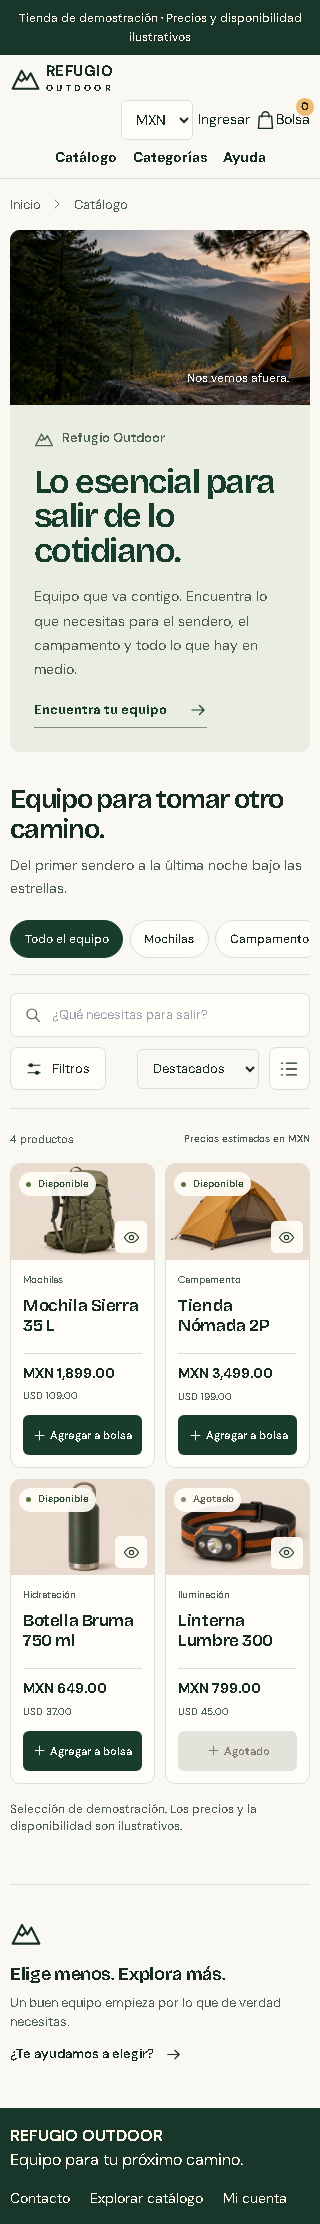 Tienda de demostración · Precios y disponibilidad
ilustrativos
REFUGIO
OUTDOOR
MXN
Ingresar
Bolsa
0
Catálogo
Categorías
Ayuda
Inicio
Catálogo
Nos vemos afuera.
Refugio Outdoor
Lo esencial para
salir de lo
cotidiano.
Equipo que va contigo. Encuentra lo
que necesitas para el sendero, el
campamento y todo lo que hay en
medio.
Encuentra tu equipo
Equipo para tomar otro
camino.
Del primer sendero a la última noche bajo las
estrellas.
Todo el equipo
Mochilas
Campamento
¿Qué necesitas para salir?
Filtros
Destacados
4 productos
Precios estimados en MXN
Disponible
Mochilas
Mochila Sierra
35 L
MXN 1,899.00
USD 109.00
Agregar a bolsa
Disponible
Campamento
Tienda
Nómada 2P
MXN 3,499.00
USD 199.00
Agregar a bolsa
Disponible
Hidratación
Botella Bruma
750 ml
MXN 649.00
USD 37.00
Agregar a bolsa
Agotado
Iluminación
Linterna
Lumbre 300
MXN 799.00
USD 45.00
Agotado
Selección de demostración. Los precios y la
disponibilidad son ilustrativos.
Elige menos. Explora más.
Un buen equipo empieza por lo que de verdad
necesitas.
¿Te ayudamos a elegir?
REFUGIO OUTDOOR
Equipo para tu próximo camino.
Contacto
Explorar catálogo
Mi cuenta